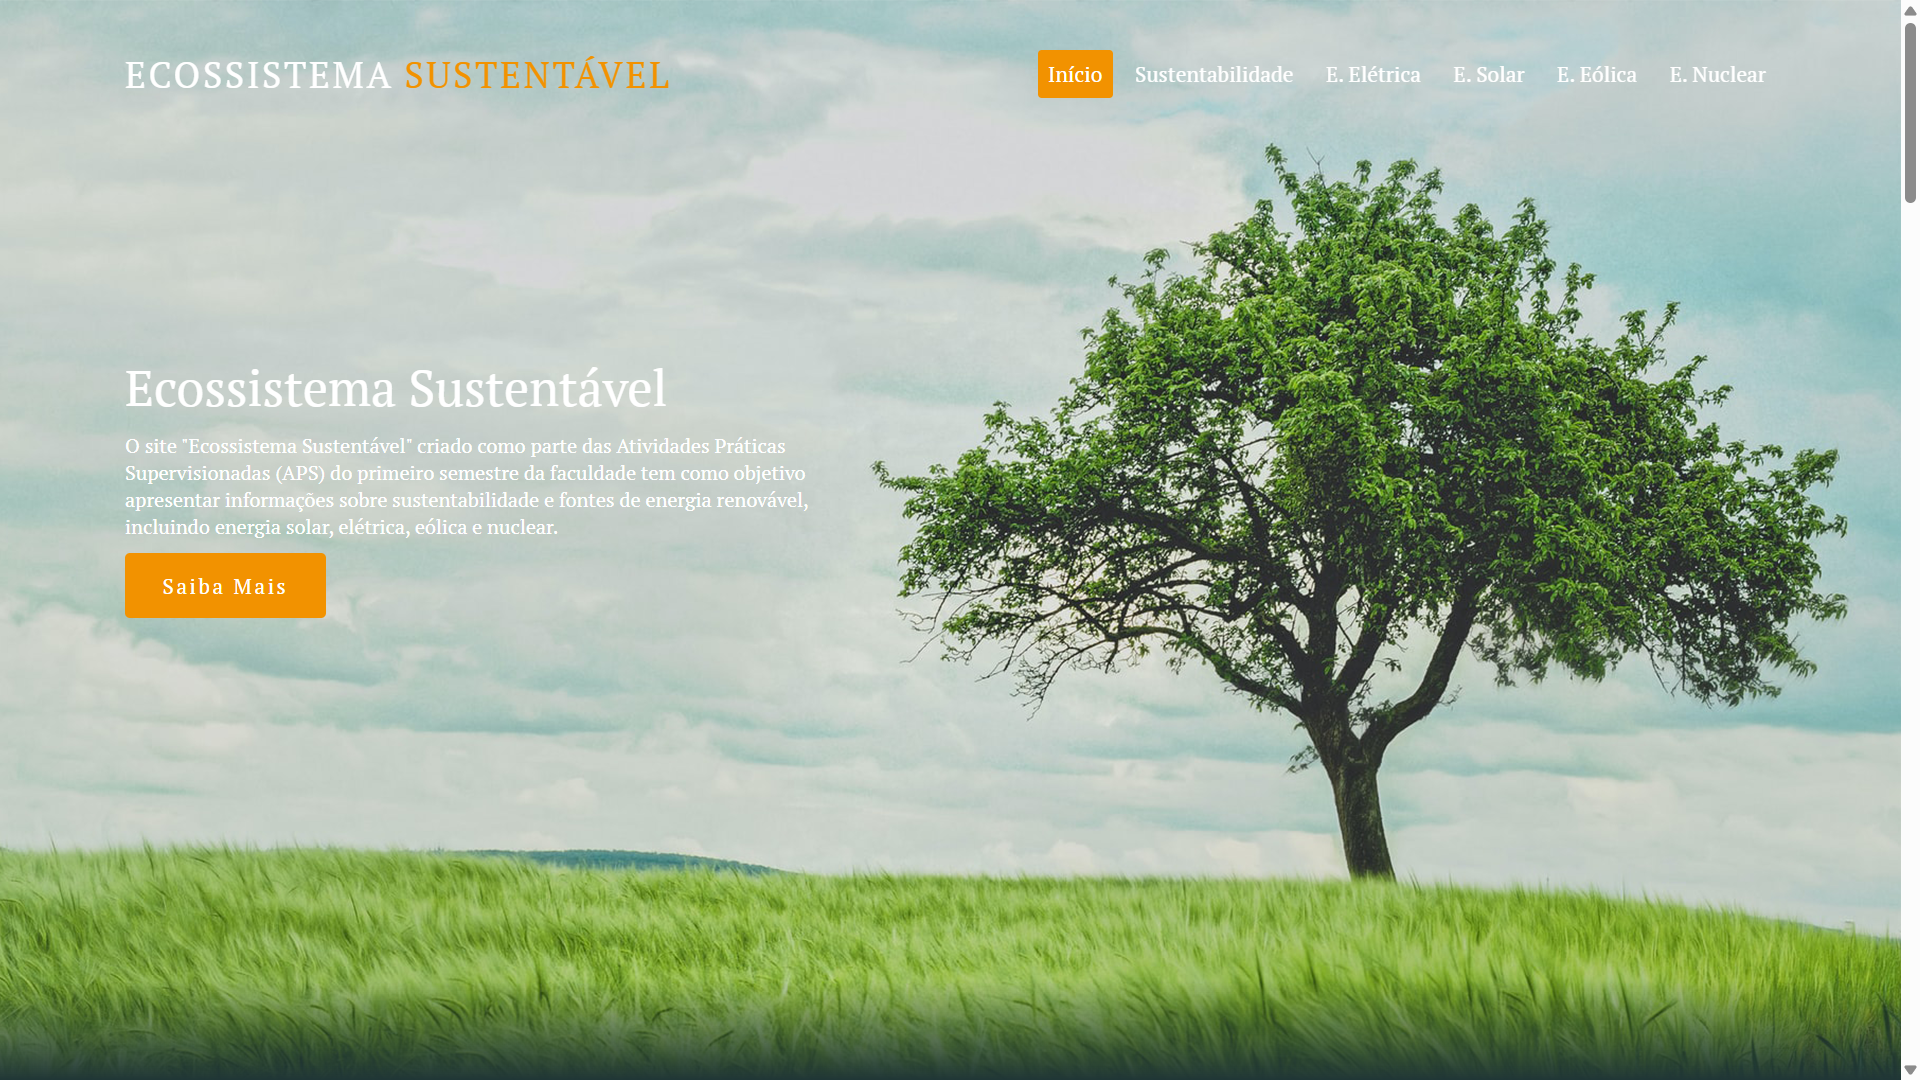 ECOSSISTEMA SUSTENTÁVEL
Início Sustentabilidade E. Elétrica E. Solar E. Eólica E. Nuclear
Ecossistema Sustentável
O site "Ecossistema Sustentável" criado como parte das Atividades Práticas
Supervisionadas (APS) do primeiro semestre da faculdade tem como objetivo
apresentar informações sobre sustentabilidade e fontes de energia renovável,
incluindo energia solar, elétrica, eólica e nuclear.
Saiba Mais